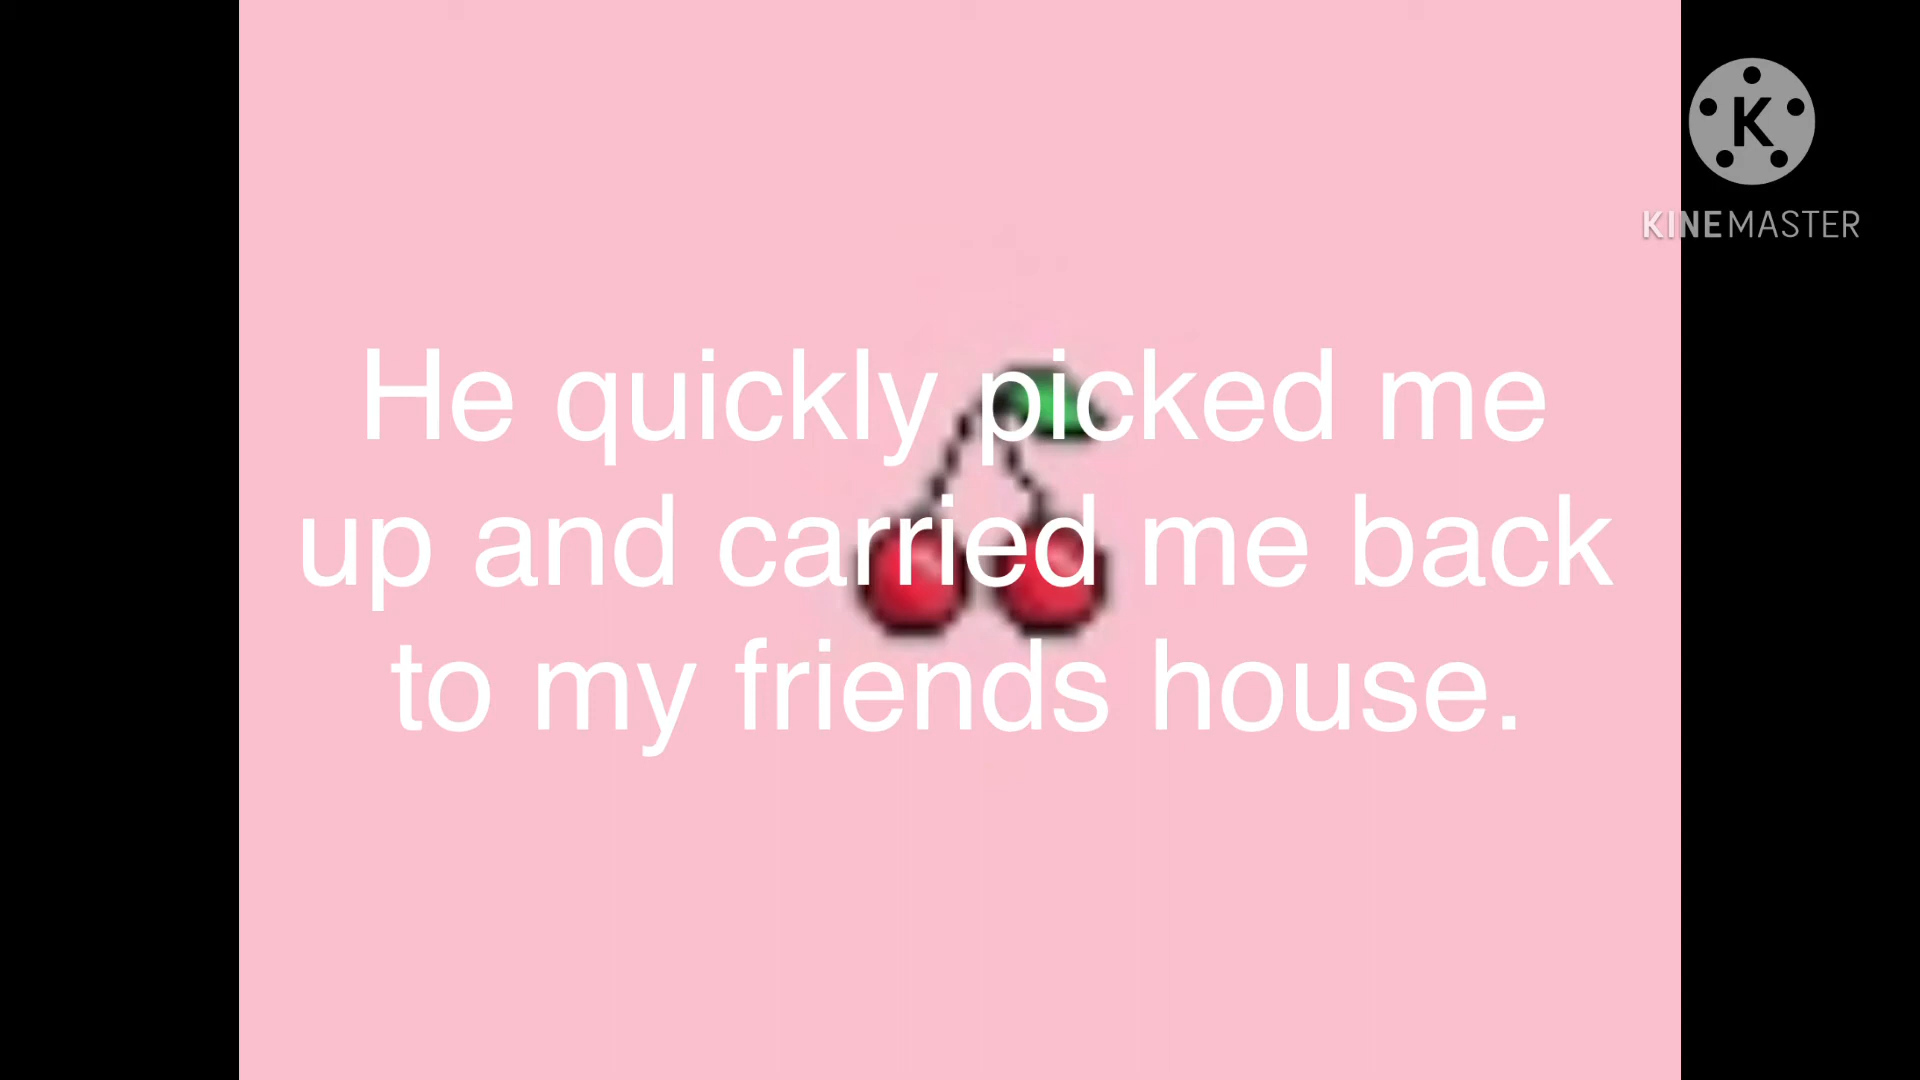 K
KINEMASTER
He quickly picked me
up and carried me back
to my friends house.